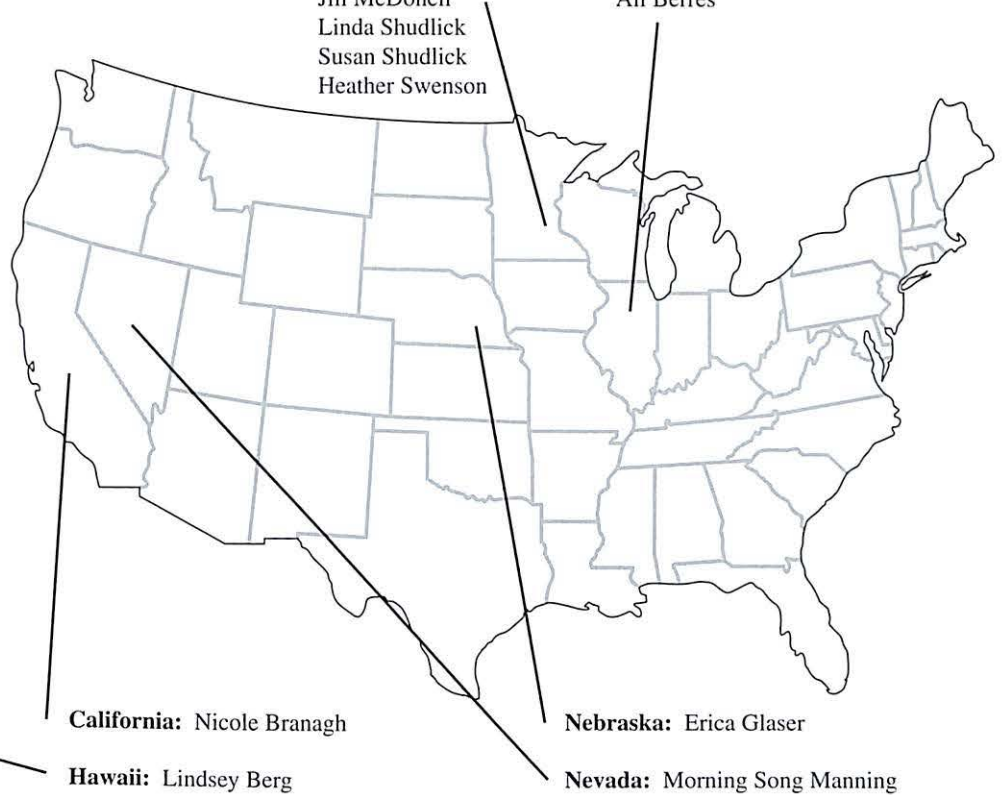 Linda Shudlick
Susan Shudlick
Heather Swenson
California: Nicole Branagh
Hawaii: Lindsey Berg
Nebraska: Erica Glaser
Nevada: Morning Song Manning